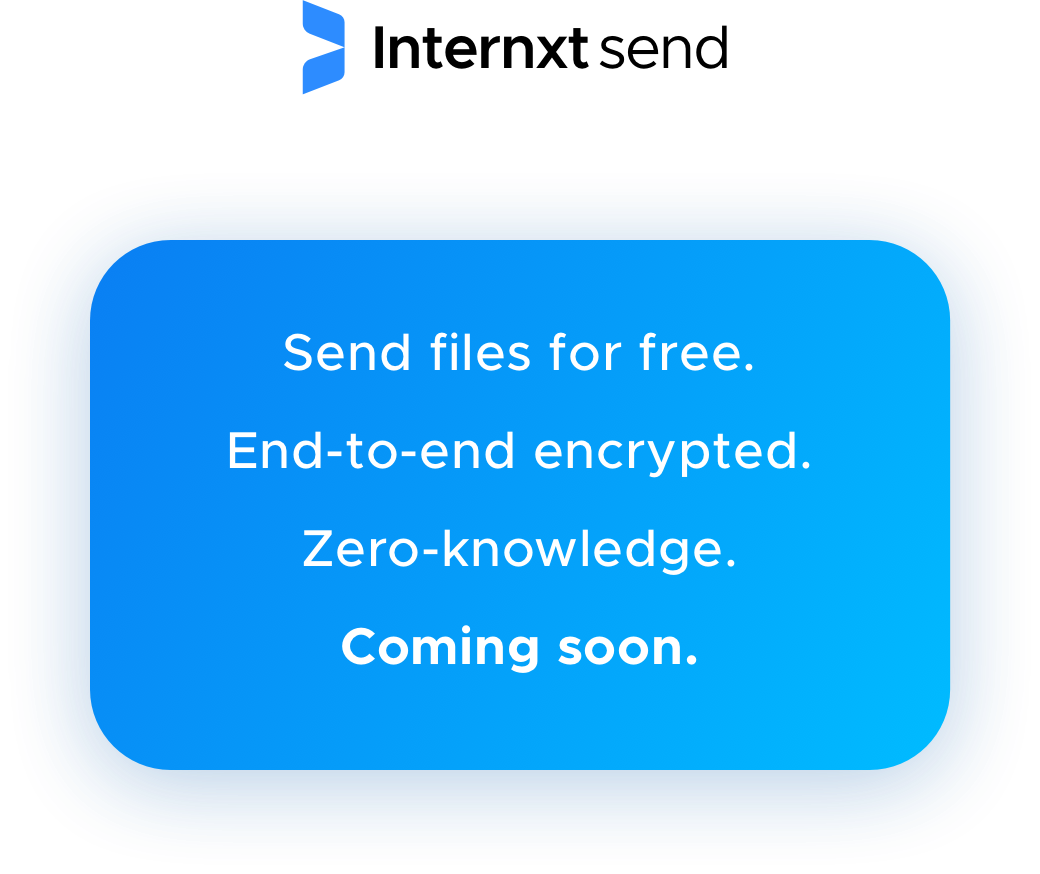 Internxt send
Send files for free.
End-to-end encrypted.
Zero-knowledge.
Coming soon.